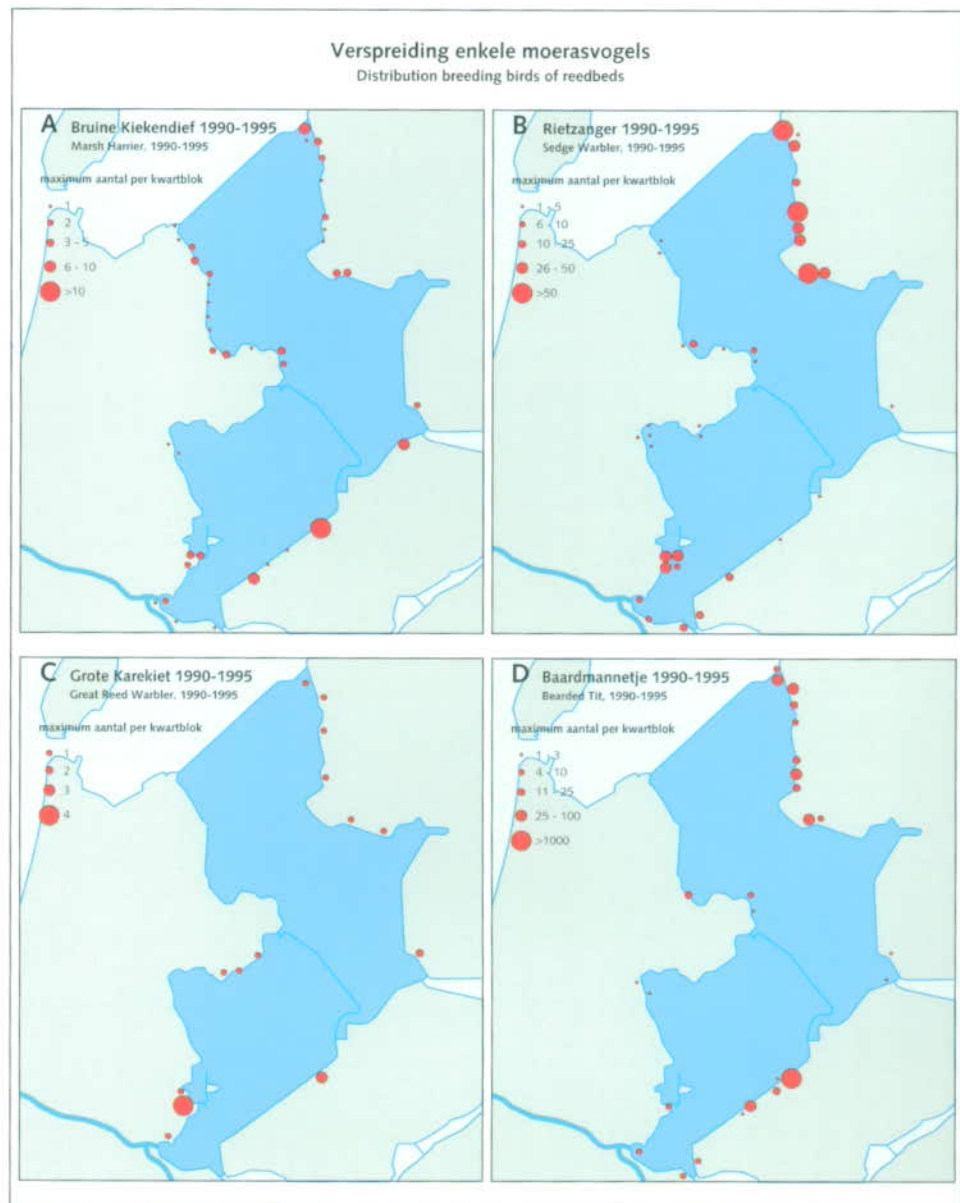 Verspreiding enkele moerasvogels
Distribution breeding birds of reedbeds
A Bruine Kiekendief 1990-1995
Marsh Harrier, 1990-1995
maximum aantal per kwartblok
1
2
3 - 5
6 - 10
>10
B Rietzanger 1990-1995
Sedge Warbler, 1990-1995
maximum aantal per kwartblok
1 - 5
6 - 10
10 - 25
26 - 50
>50
C Grote Karekiet 1990-1995
Great Reed Warbler, 1990-1995
maximum aantal per kwartblok
1
2
3
4
D Baardmannetje 1990-1995
Bearded Tit, 1990-1995
maximum aantal per kwartblok
1 - 3
4 - 10
11 - 25
25 - 100
>1000